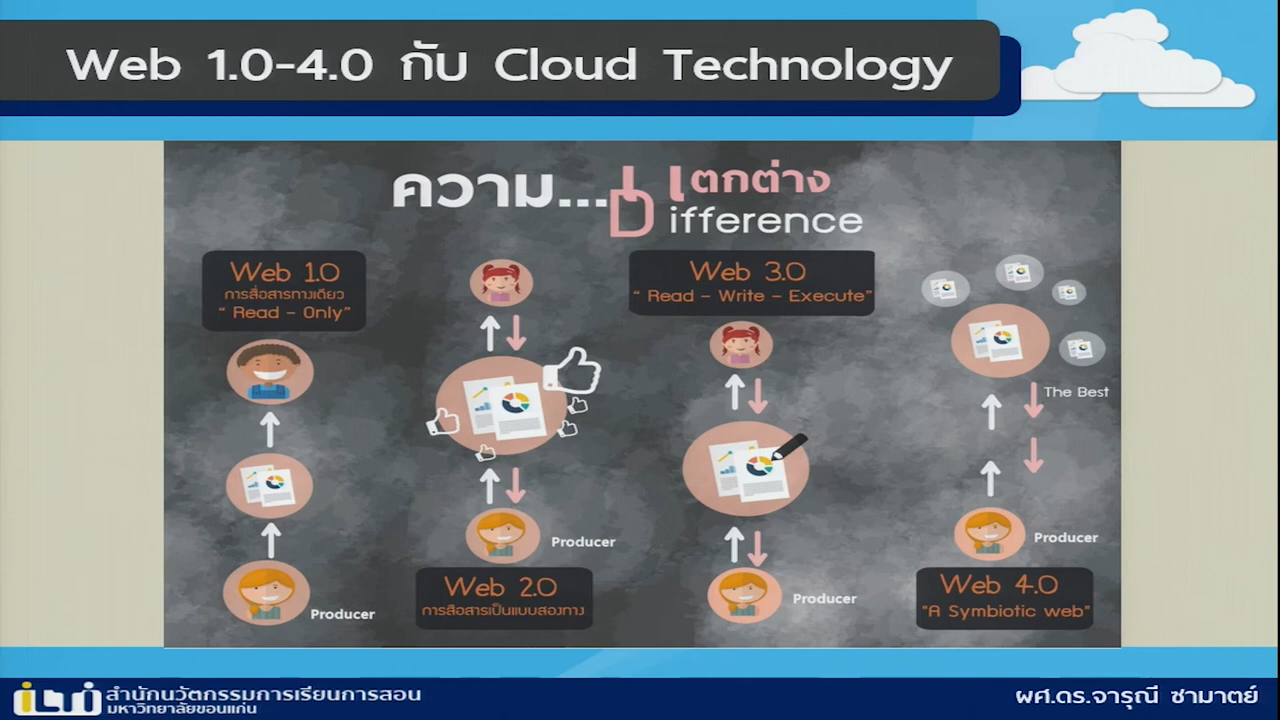 Web 1.0-4.0 กับ Cloud Technology
ความ...แตกต่าง
Difference
Web 1.0
การสื่อสารทางเดียว
“ Read - Only”
Producer
Producer
Web 2.0
การสื่อสารเป็นแบบสองทาง
Web 3.0
“ Read - Write - Execute”
Producer
The Best
Producer
Web 4.0
"A Symbiotic web"
สำนักนวัตกรรมการเรียนการสอน
มหาวิทยาลัยขอนแก่น
ผศ.ดร.จารุณี ซามาตย์